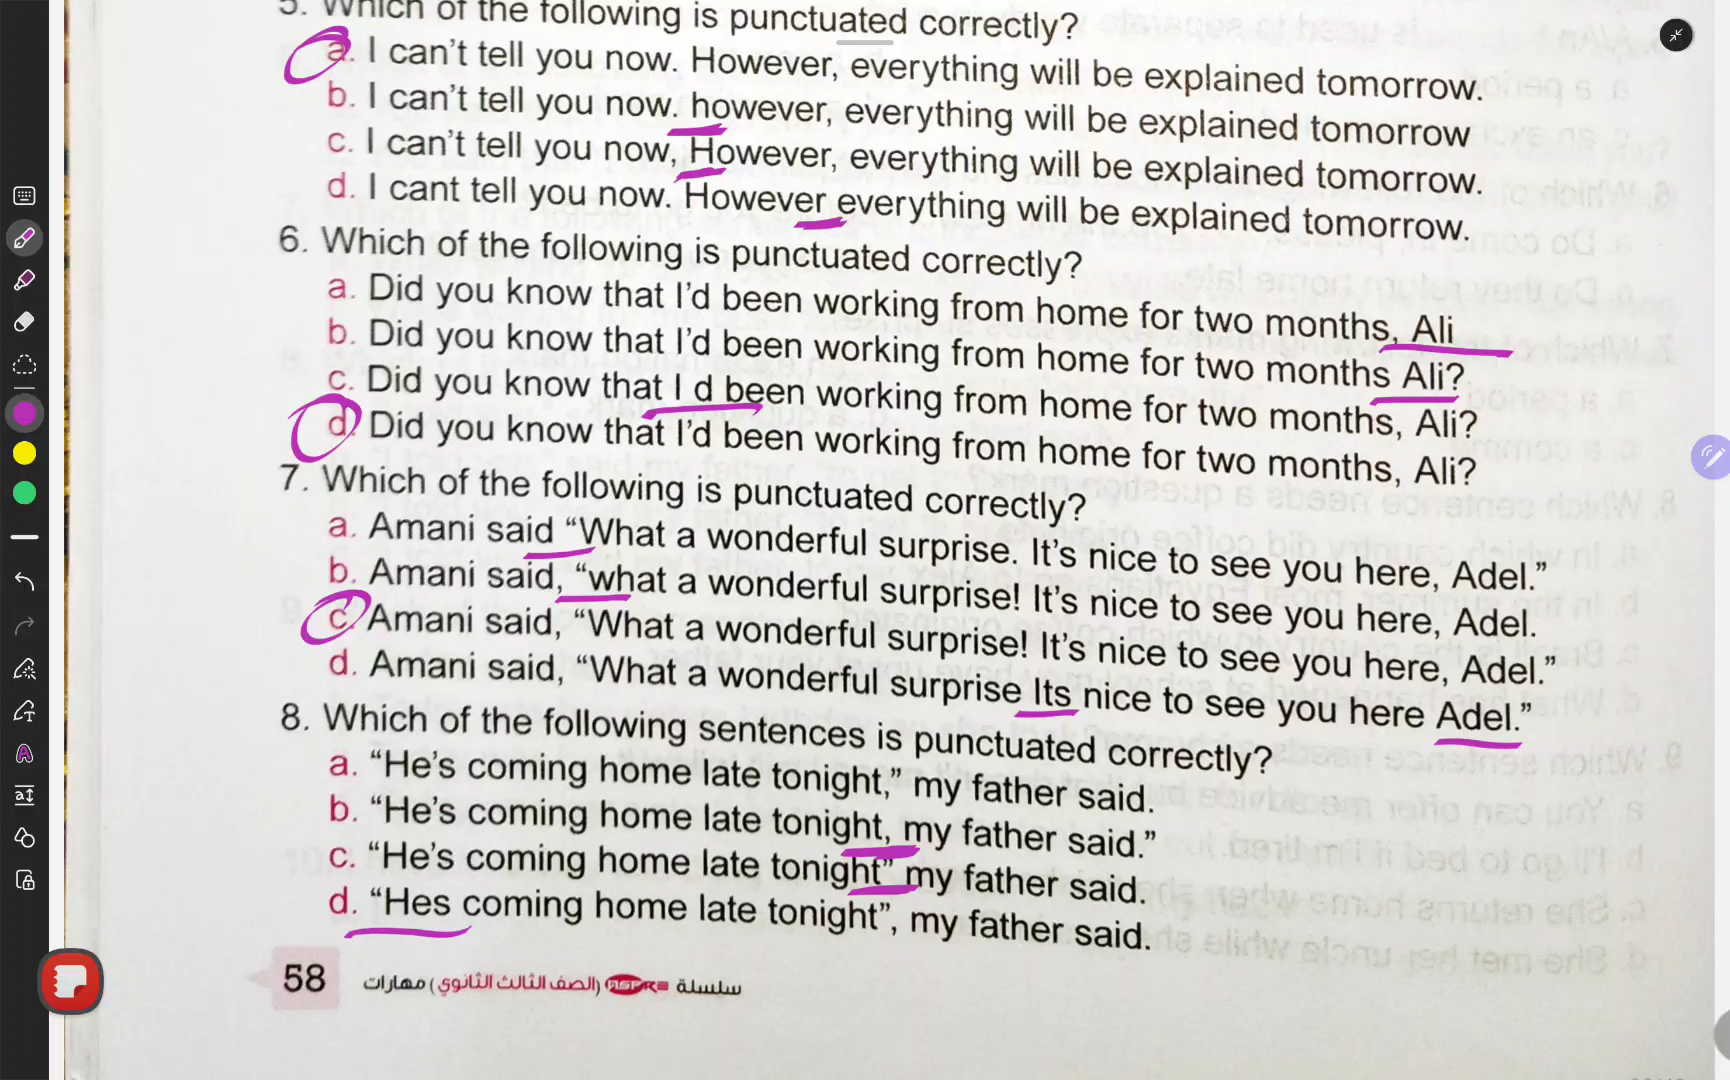 5. Which of the following is punctuated correctly?
a. I can't tell you now. However, everything will be explained tomorrow.
b. I can't tell you now. however, everything will be explained tomorrow
c. I can't tell you now, However, everything will be explained tomorrow.
d. I cant tell you now. However everything will be explained tomorrow.
6. Which of the following is punctuated correctly?
a. Did you know that I'd been working from home for two months, Ali
b. Did you know that I'd been working from home for two months Ali?
c. Did you know that I d been working from home for two months, Ali?
d. Did you know that I'd been working from home for two months, Ali?
7. Which of the following is punctuated correctly?
a. Amani said “What a wonderful surprise. It's nice to see you here, Adel.”
b. Amani said, “what a wonderful surprise! It's nice to see you here, Adel.
c. Amani said, “What a wonderful surprise! It's nice to see you here, Adel.”
d. Amani said, “What a wonderful surprise Its nice to see you here Adel.”
8. Which of the following sentences is punctuated correctly?
a. “He's coming home late tonight,” my father said.
b. “He's coming home late tonight, my father said.”
c. “He's coming home late tonight” my father said.
d. “Hes coming home late tonight”, my father said.
58 سلسلة (الصف الثالث الثانوي) مهارات